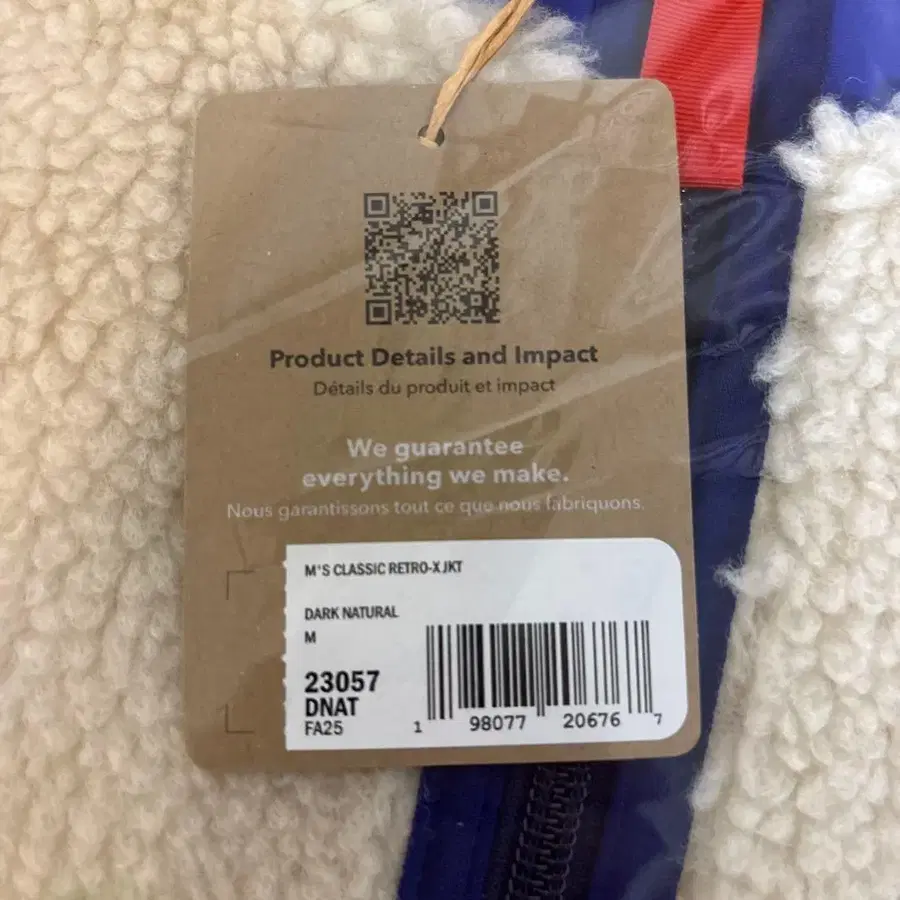 Product Details and Impact
Détails du produit et impact
We guarantee
everything we make.
Nous garantissons tout ce que nous fabriquons.
M'S CLASSIC RETRO-X JKT
DARK NATURAL
M
23057
DNAT
FA25
1 98077 20676 7